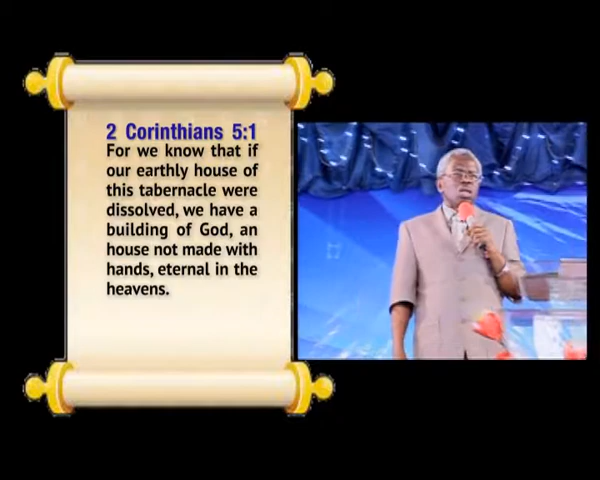 2 Corinthians 5:1
For we know that if
our earthly house of
this tabernacle were
dissolved, we have a
building of God, an
house not made with
hands, eternal in the
heavens.